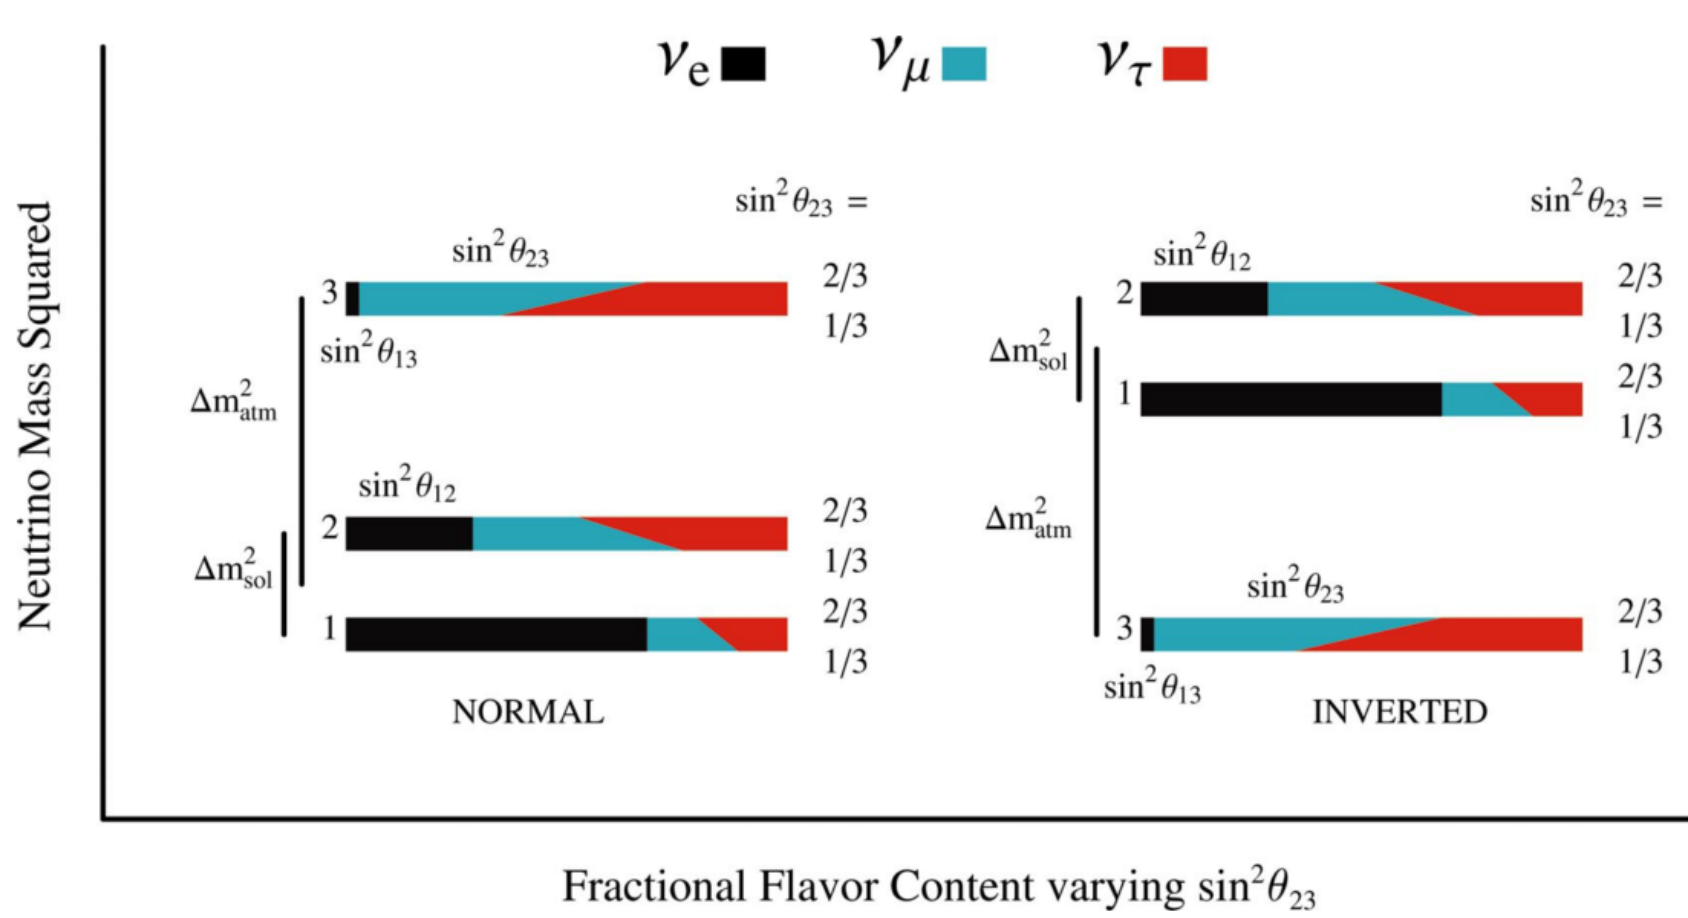 νe νμ ντ
Neutrino Mass Squared
sin²θ₂₃ =
sin²θ₂₃
3
2/3
1/3
sin²θ₁₃
Δm²atm
sin²θ₁₂
2
2/3
1/3
Δm²sol
1
2/3
1/3
NORMAL
sin²θ₂₃ =
sin²θ₁₂
2
2/3
1/3
Δm²sol
1
2/3
1/3
Δm²atm
sin²θ₂₃
3
2/3
1/3
sin²θ₁₃
INVERTED
Fractional Flavor Content varying sin²θ₂₃